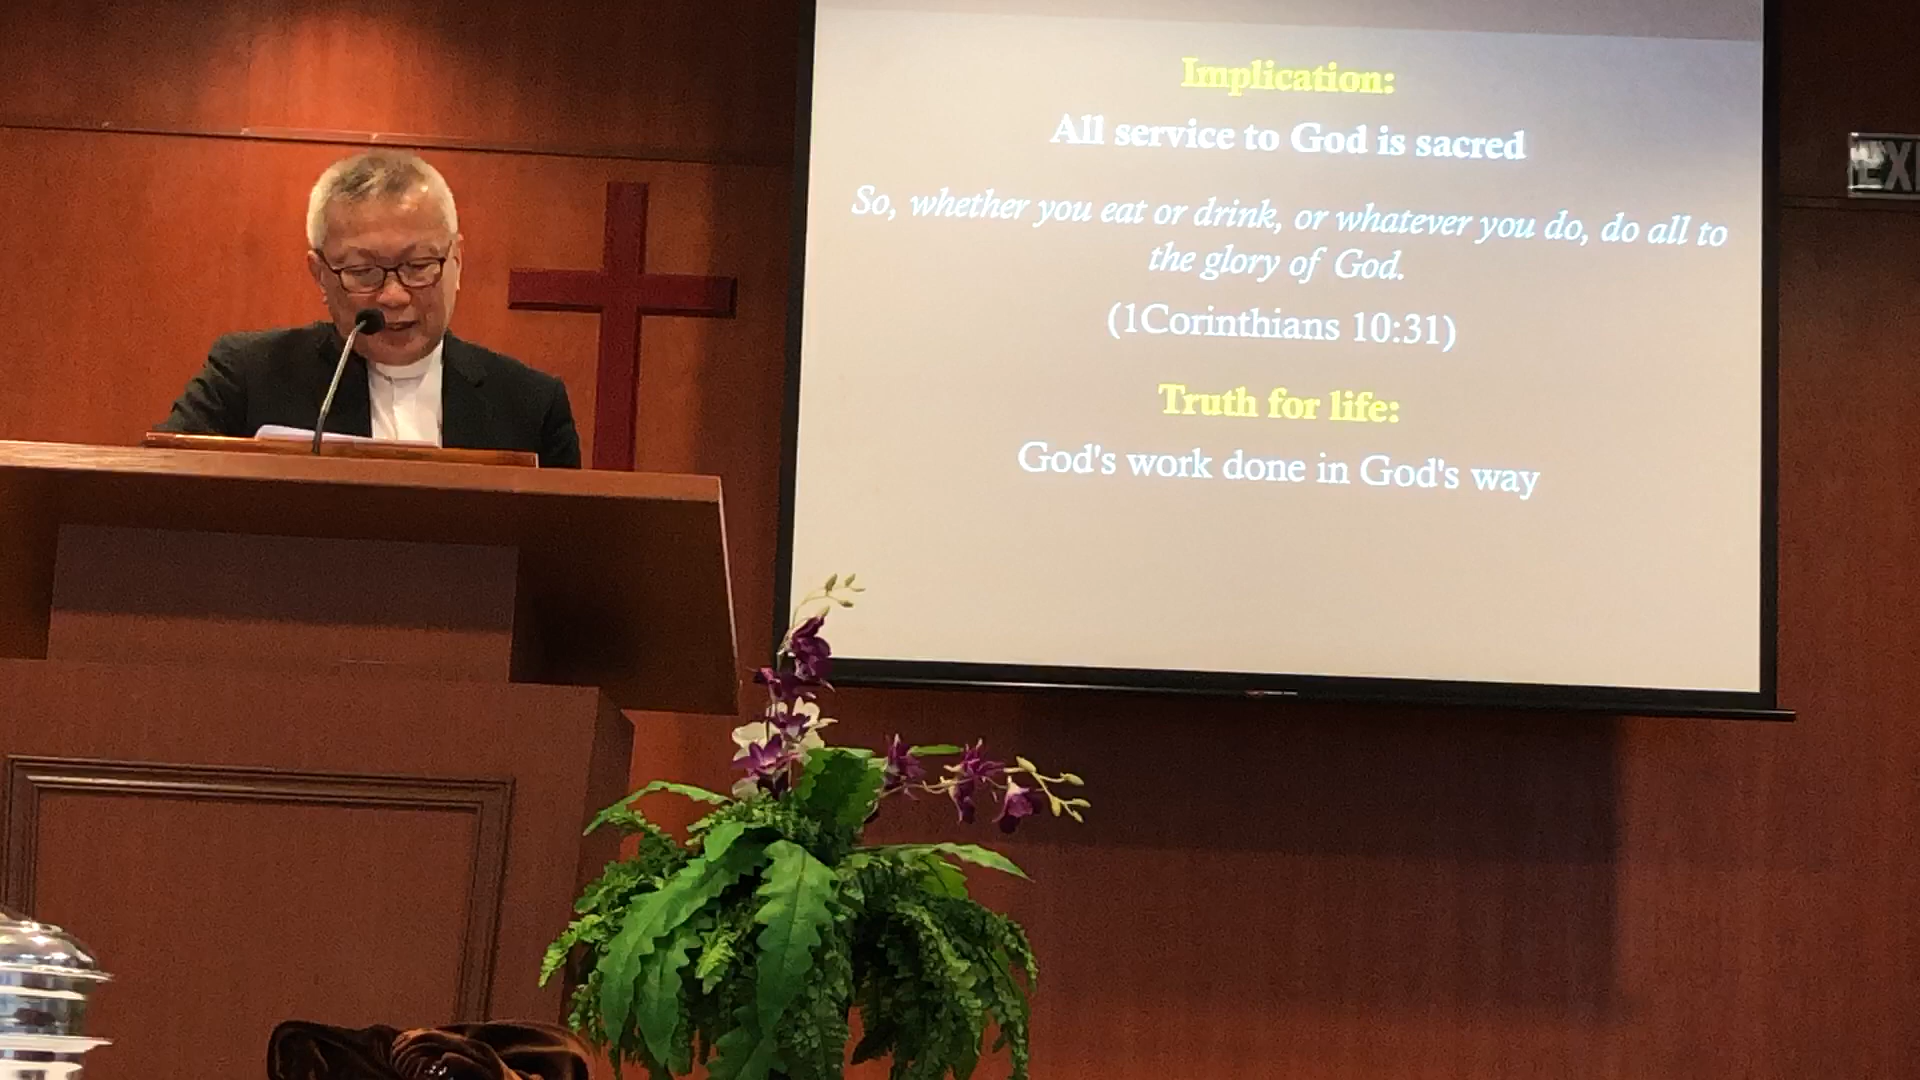 Implication:
All service to God is sacred
So, whether you eat or drink, or whatever you do, do all to
the glory of God.
(1Corinthians 10:31)
Truth for life:
God's work done in God's way
EXI